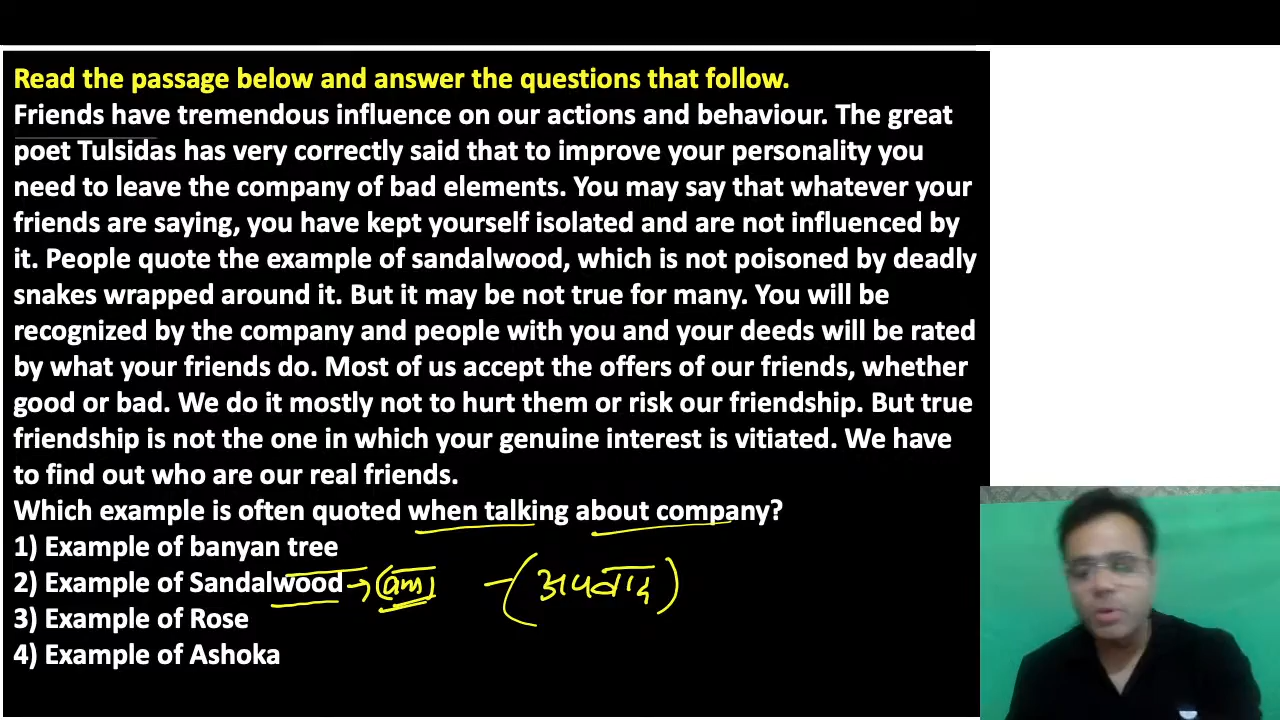 Read the passage below and answer the questions that follow.
Friends have tremendous influence on our actions and behaviour. The great
poet Tulsidas has very correctly said that to improve your personality you
need to leave the company of bad elements. You may say that whatever your
friends are saying, you have kept yourself isolated and are not influenced by
it. People quote the example of sandalwood, which is not poisoned by deadly
snakes wrapped around it. But it may be not true for many. You will be
recognized by the company and people with you and your deeds will be rated
by what your friends do. Most of us accept the offers of our friends, whether
good or bad. We do it mostly not to hurt them or risk our friendship. But true
friendship is not the one in which your genuine interest is vitiated. We have
to find out who are our real friends.
Which example is often quoted when talking about company?
1) Example of banyan tree
2) Example of Sandalwood → (am) – (अपवाद)
3) Example of Rose
4) Example of Ashoka